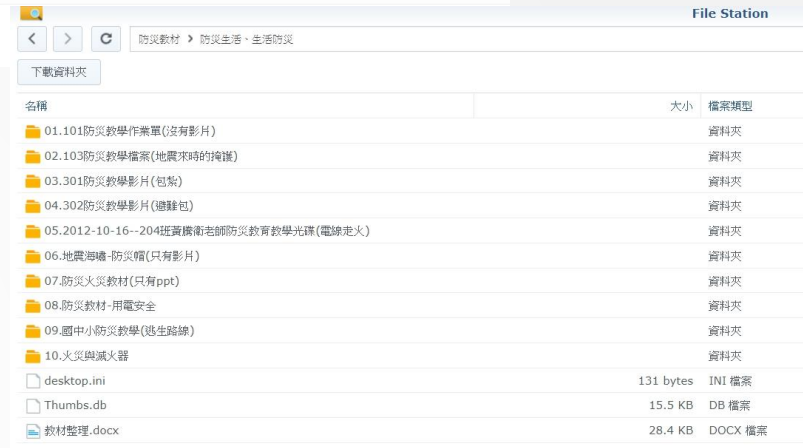 File Station
防災教材 > 防災生活、生活防災
下載資料夾
名稱 大小 檔案類型
01.101防災教學作業單(沒有影片) 資料夾
02.103防災教學檔案(地震來時的掩護) 資料夾
03.301防災教學影片(包紮) 資料夾
04.302防災教學影片(避難包) 資料夾
05.2012-10-16--204班黃騰衛老師防災教育教學光碟(電線走火) 資料夾
06.地震海嘯-防災帽(只有影片) 資料夾
07.防災火災教材(只有ppt) 資料夾
08.防災教材-用電安全 資料夾
09.國中小防災教學(逃生路線) 資料夾
10.火災與滅火器 資料夾
desktop.ini 131 bytes INI 檔案
Thumbs.db 15.5 KB DB 檔案
教材整理.docx 28.4 KB DOCX 檔案